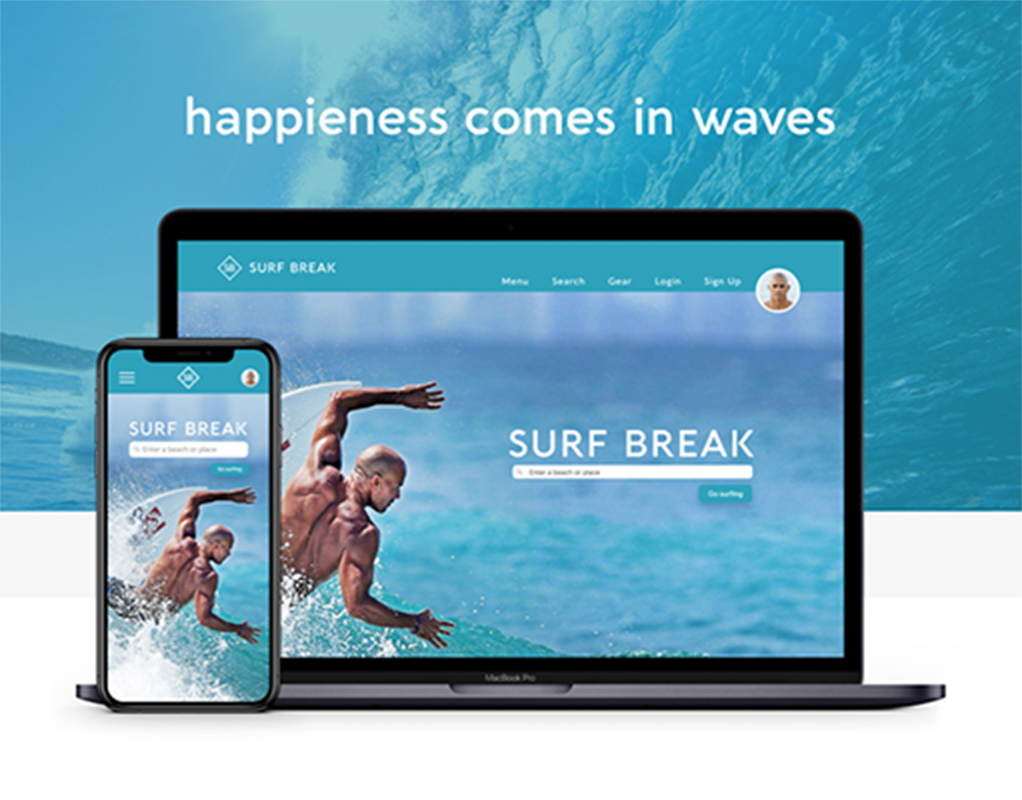 happieness comes in waves
SB SURF BREAK
Menu Search Gear Login Sign Up
SB
SURF BREAK
Enter a beach or place
Go surfing
SURF BREAK
Enter a beach or place
Go surfing
MacBook Pro